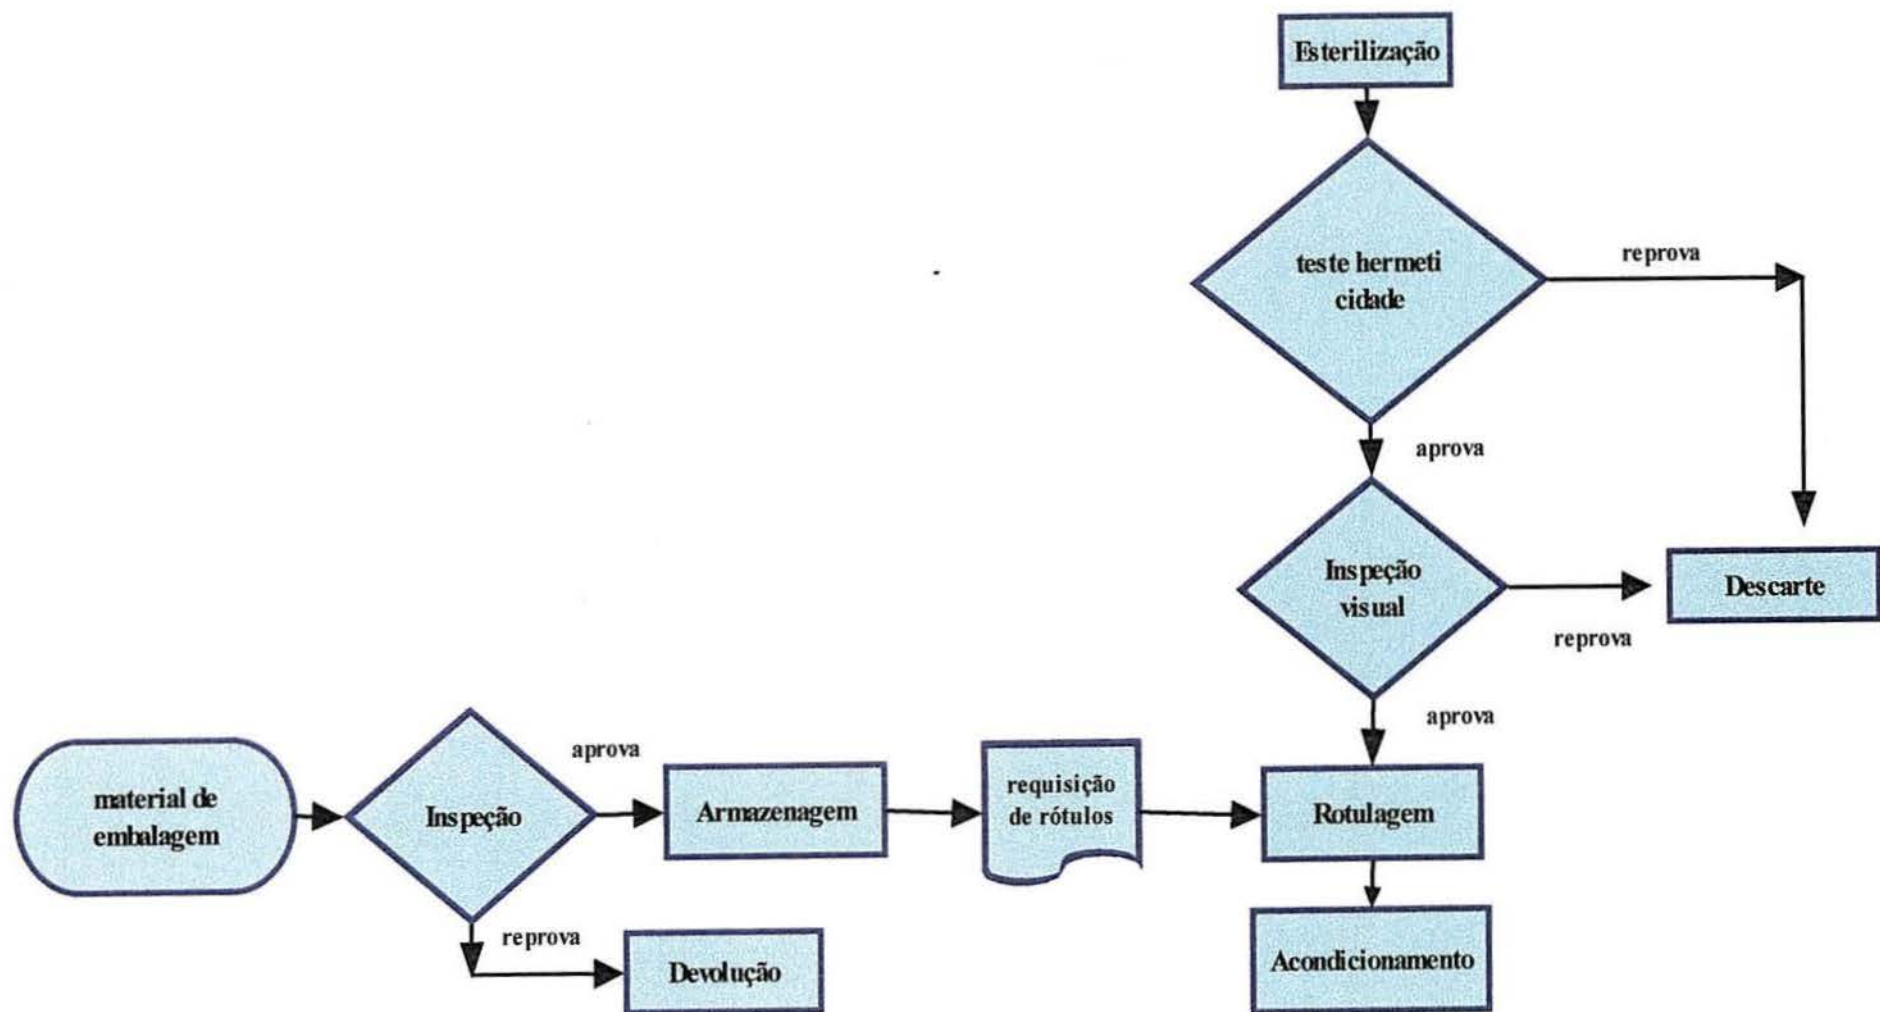 Esterilização
teste hermeti
cidade
reprova
aprova
Inspeção
visual
Descarte
reprova
aprova
material de
embalagem
Inspeção
aprova
Armazenagem
requisição
de rótulos
Rotulagem
reprova
Devolução
Acondicionamento